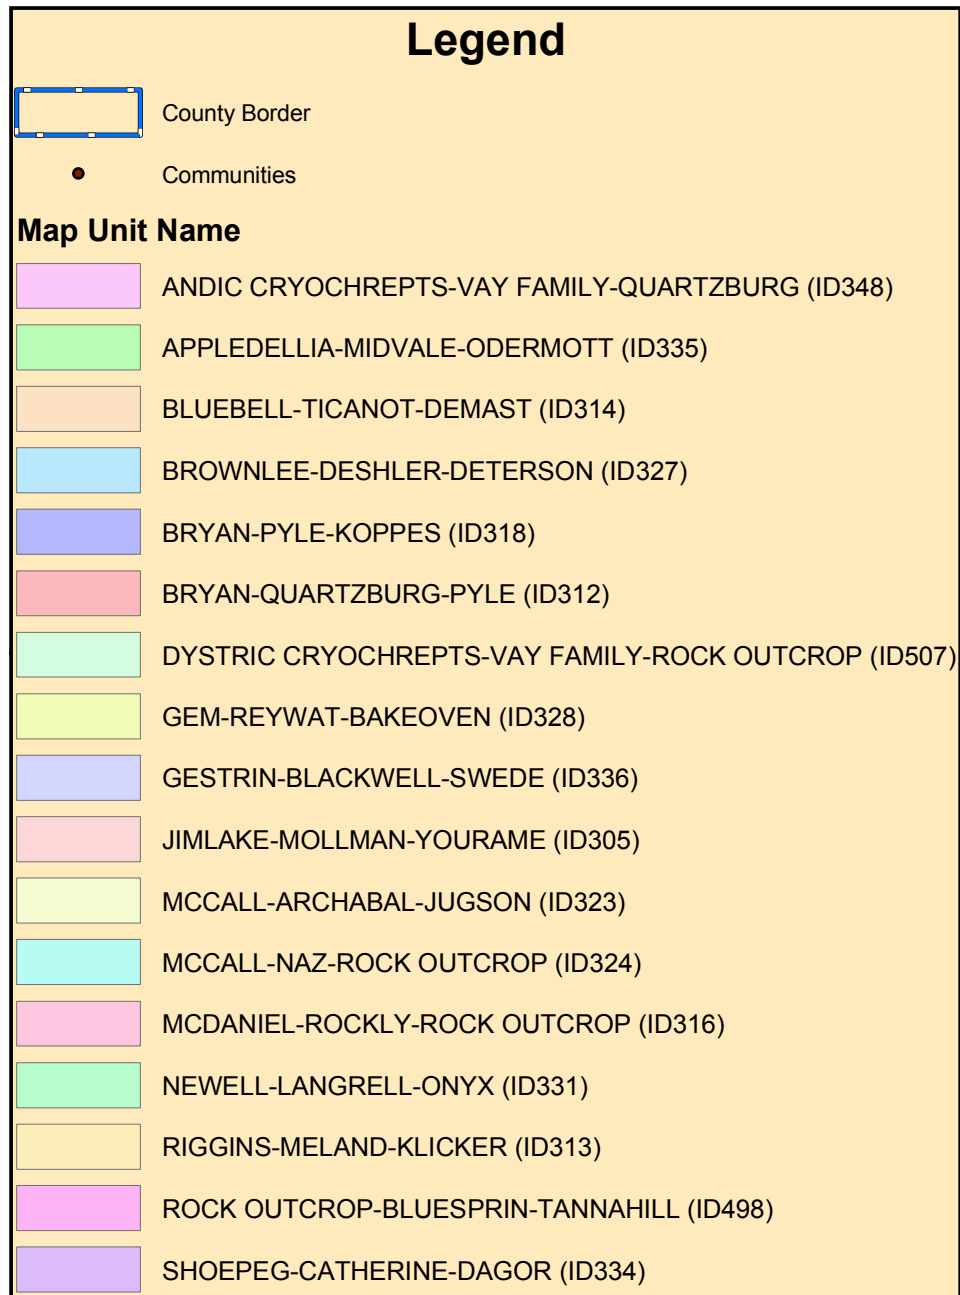 Legend
County Border
Communities
Map Unit Name
ANDIC CRYOCHREPTS-VAY FAMILY-QUARTZBURG (ID348)
APPLEDELLIA-MIDVALE-ODERMOTT (ID335)
BLUEBELL-TICANOT-DEMAST (ID314)
BROWNLEE-DESHLER-DETERSON (ID327)
BRYAN-PYLE-KOPPES (ID318)
BRYAN-QUARTZBURG-PYLE (ID312)
DYSTRIC CRYOCHREPTS-VAY FAMILY-ROCK OUTCROP (ID507)
GEM-REYWAT-BAKEOVEN (ID328)
GESTRIN-BLACKWELL-SWEDE (ID336)
JIMLAKE-MOLLMAN-YOURAME (ID305)
MCCALL-ARCHABAL-JUGSON (ID323)
MCCALL-NAZ-ROCK OUTCROP (ID324)
MCDANIEL-ROCKLY-ROCK OUTCROP (ID316)
NEWELL-LANGRELL-ONYX (ID331)
RIGGINS-MELAND-KLICKER (ID313)
ROCK OUTCROP-BLUESPRIN-TANNAHILL (ID498)
SHOEPEG-CATHERINE-DAGOR (ID334)